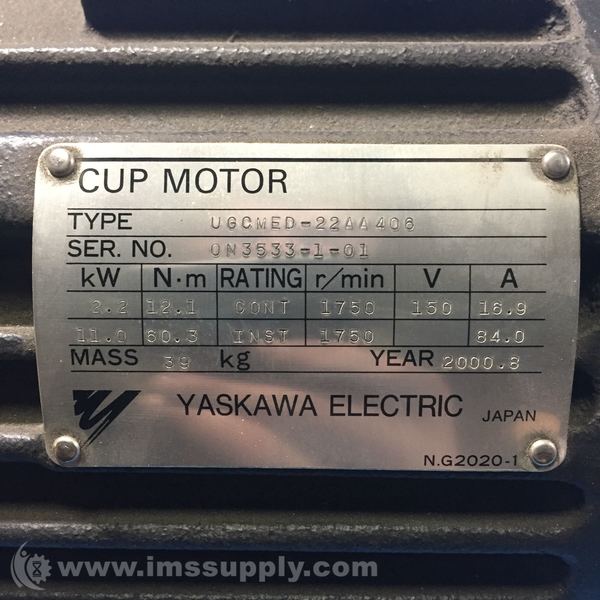 CUP MOTOR
TYPE UGCMED-22AA406
SER. NO. ON3533-1-01
kW N·m RATING r/min V A
2.2 12.1 CONT 1750 150 16.9
11.0 60.3 INST 1750 84.0
MASS 39 kg YEAR 2000.8
YASKAWA ELECTRIC JAPAN
N.G2020-1
www.imssupply.com